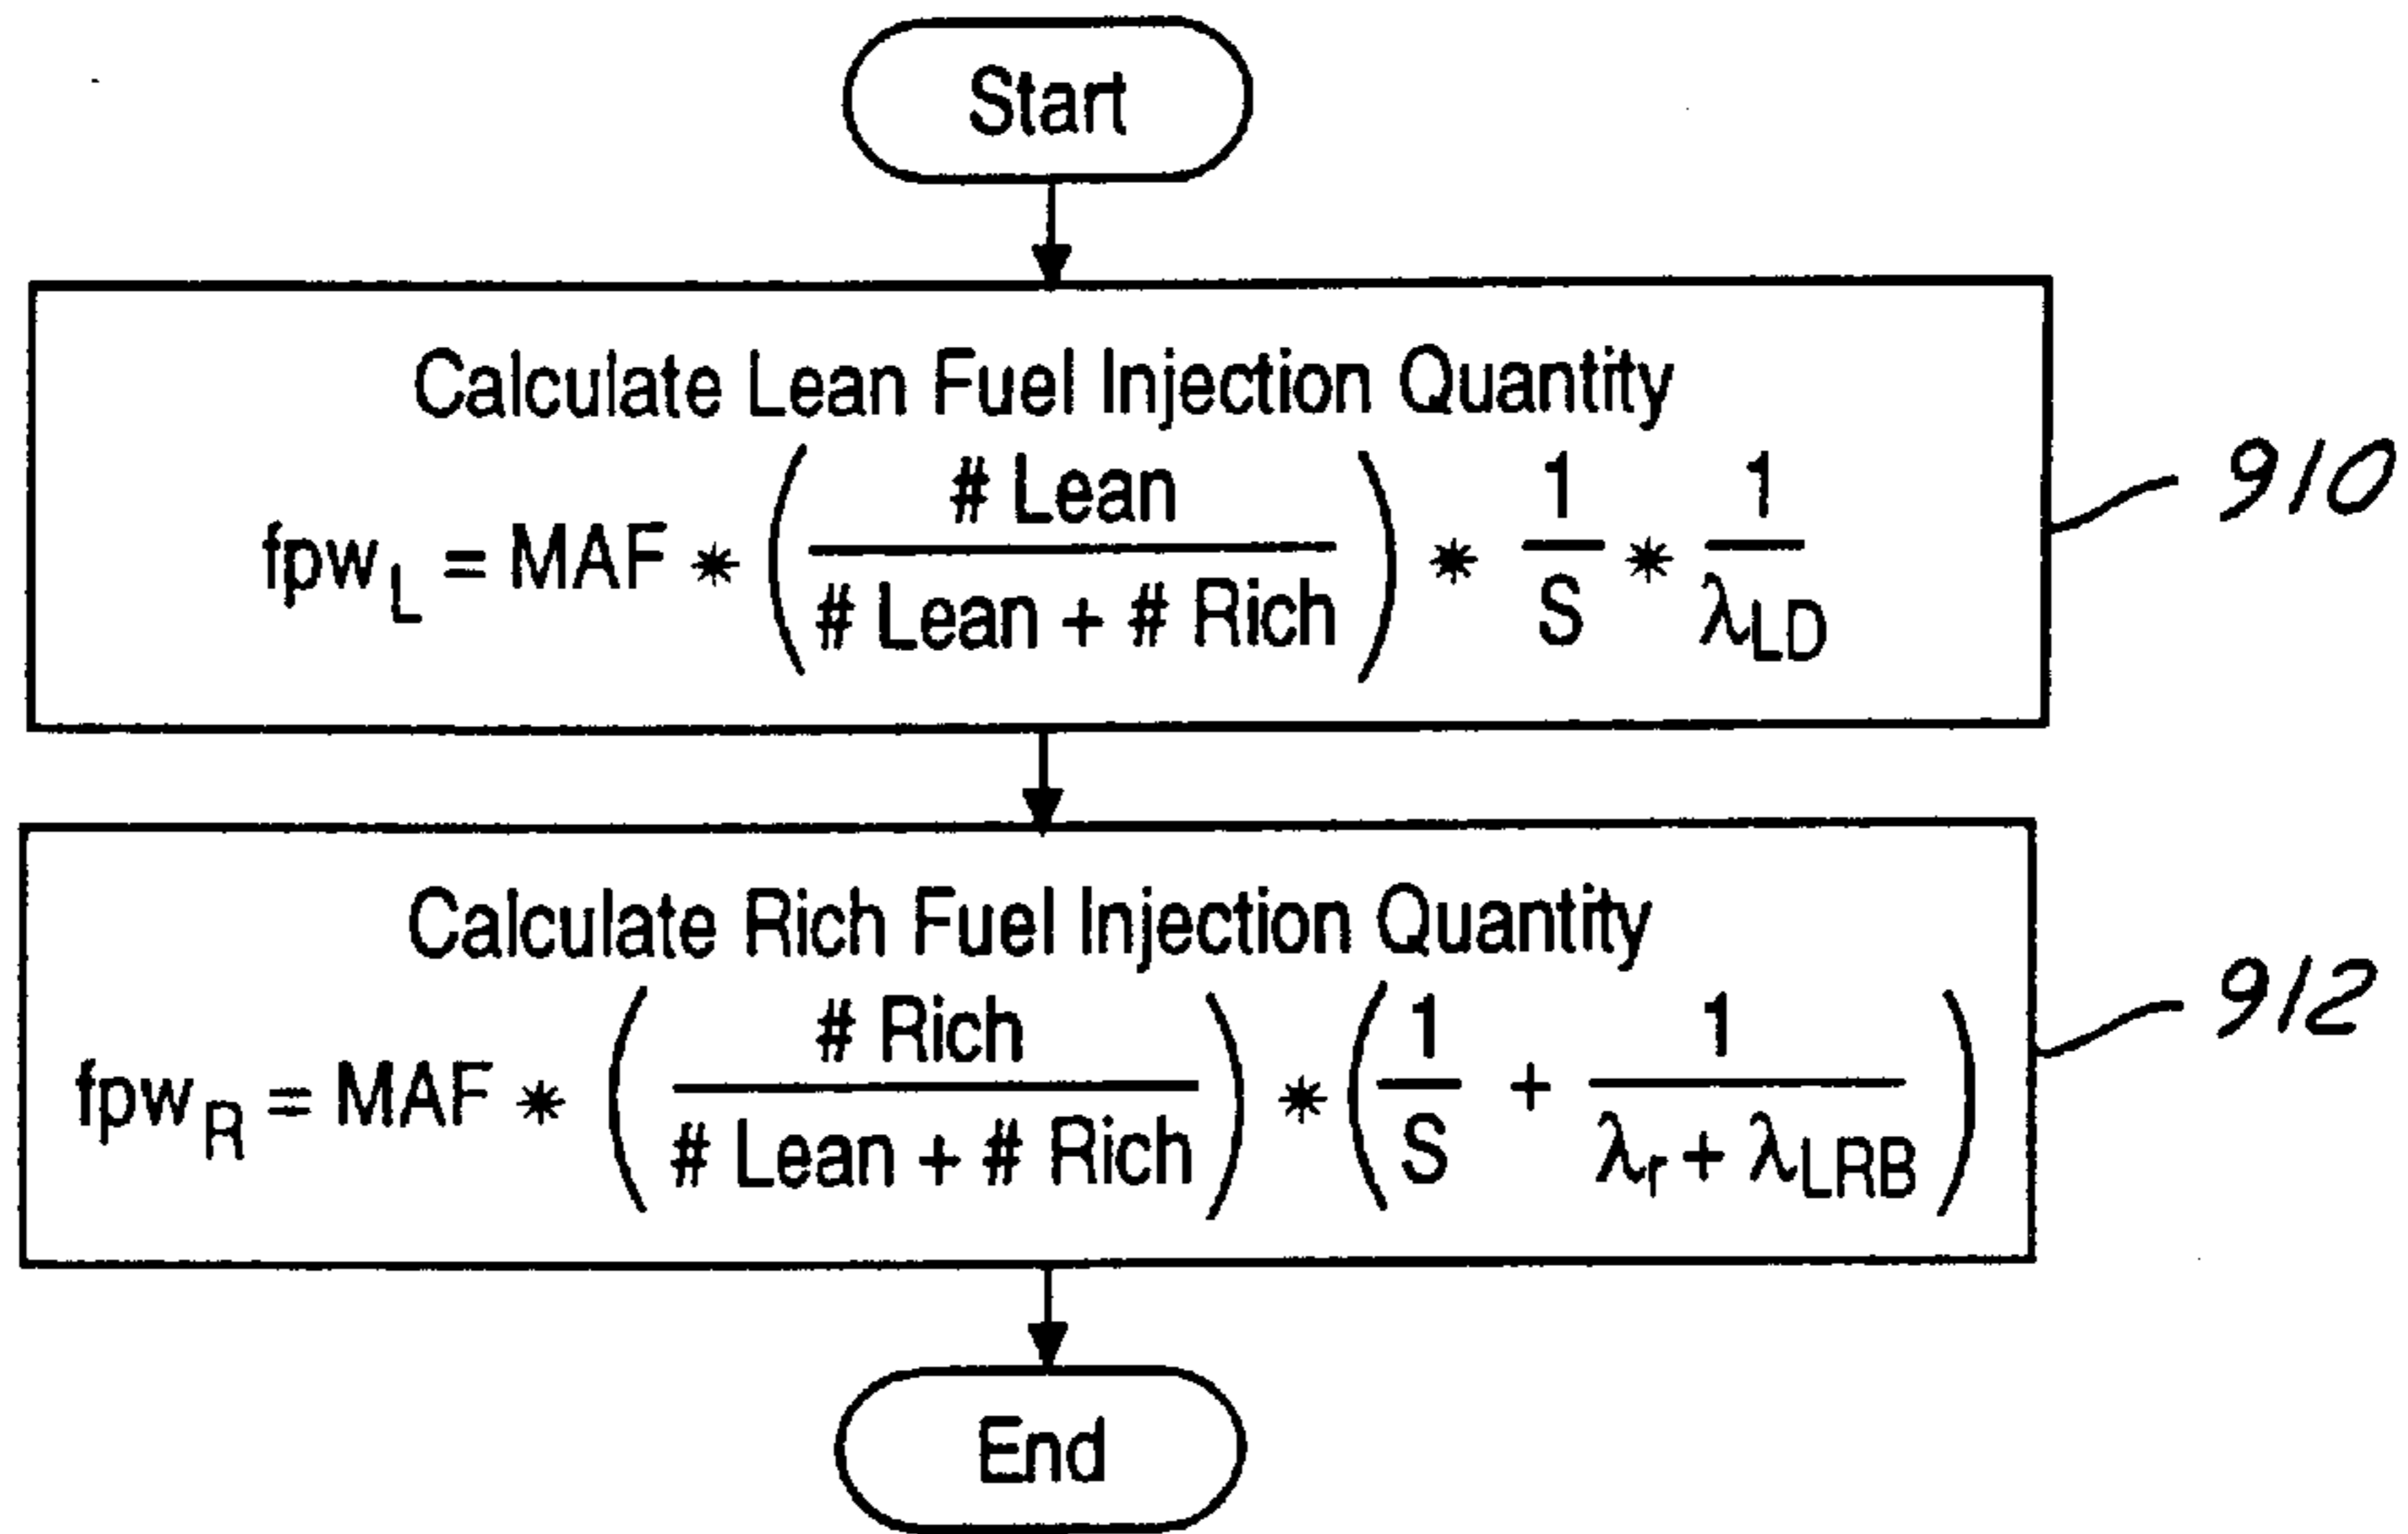 Start
Calculate Lean Fuel Injection Quantity
fpw_L = MAF * ( # Lean / # Lean + # Rich ) * 1/S * 1/λ_LD
910
Calculate Rich Fuel Injection Quantity
fpw_R = MAF * ( # Rich / # Lean + # Rich ) * ( 1/S + 1/λ_r + λ_LRB )
912
End